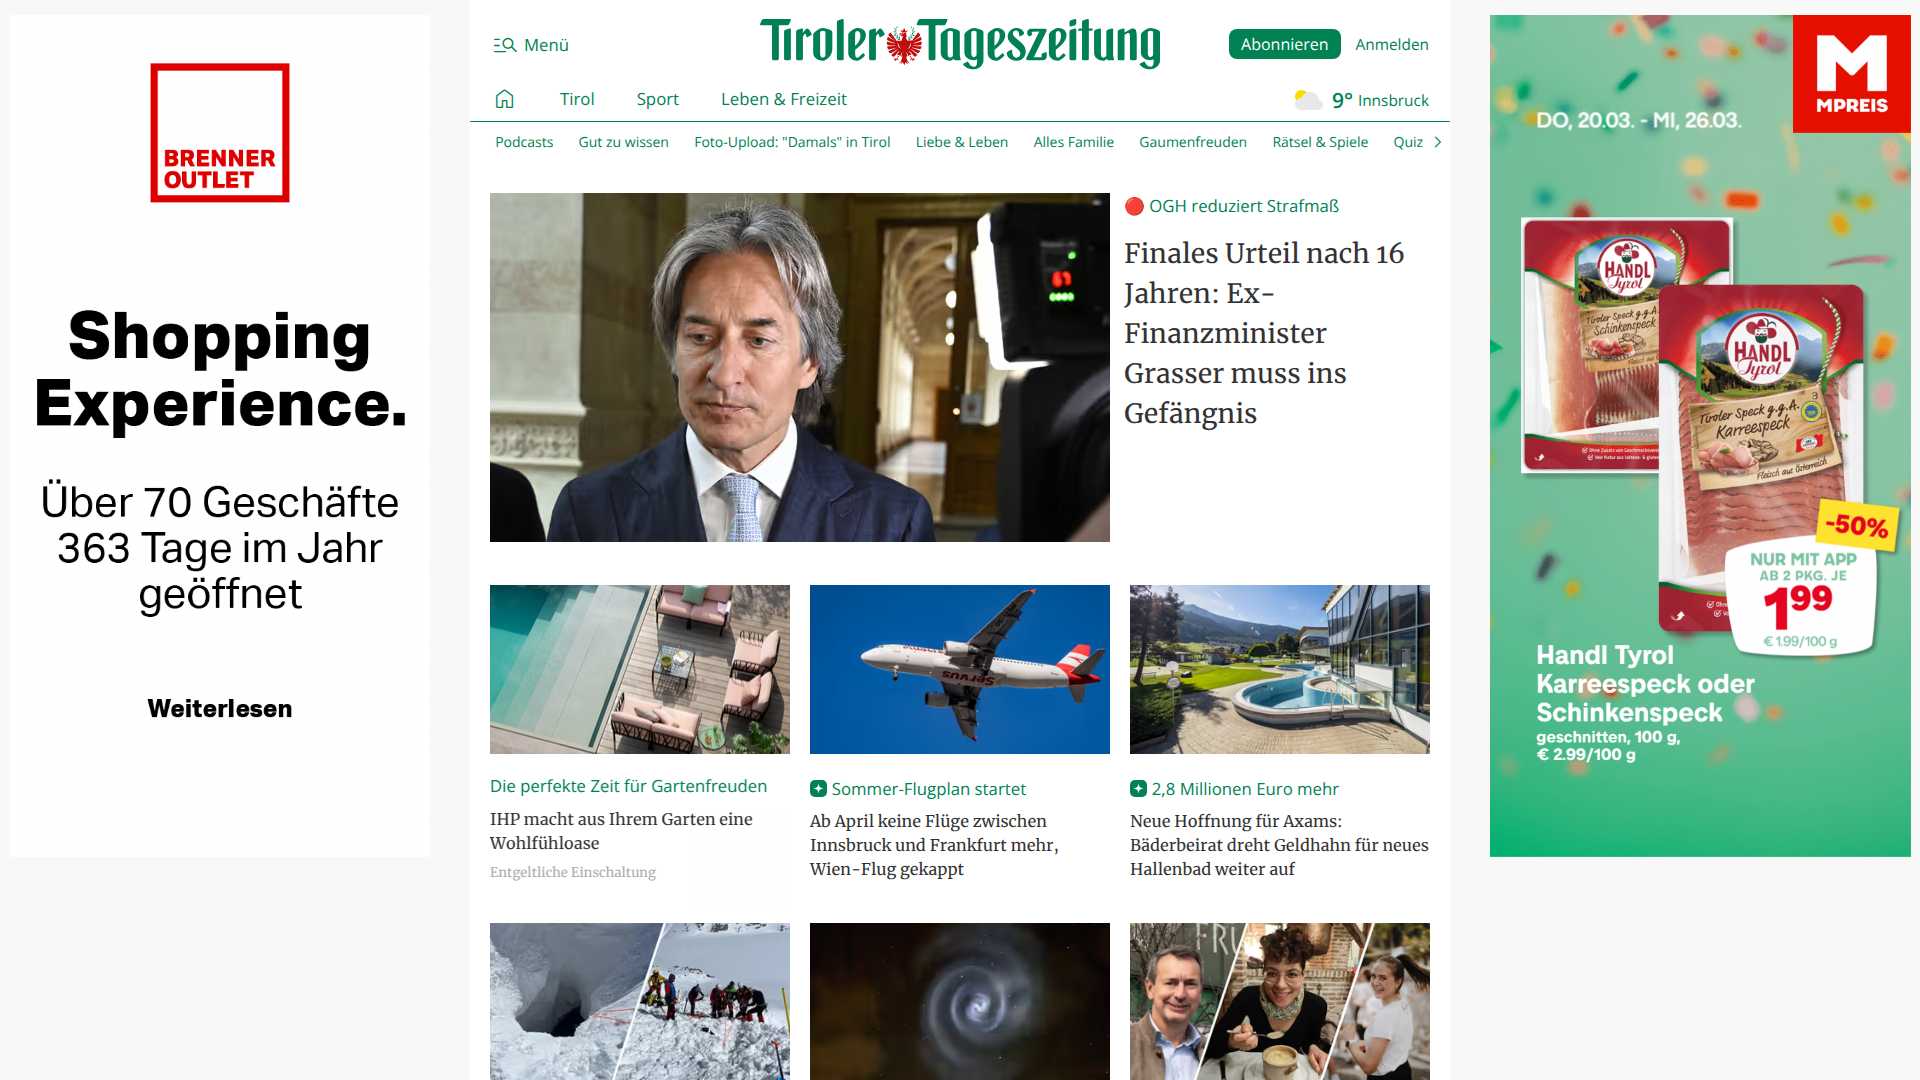 BRENNER
OUTLET
Shopping
Experience.
Über 70 Geschäfte
363 Tage im Jahr
geöffnet
Weiterlesen
Menü
Tiroler Tageszeitung
Abonnieren
Anmelden
Tirol
Sport
Leben & Freizeit
9° Innsbruck
Podcasts
Gut zu wissen
Foto-Upload: "Damals" in Tirol
Liebe & Leben
Alles Familie
Gaumenfreuden
Rätsel & Spiele
Quiz
OGH reduziert Strafmaß
Finales Urteil nach 16
Jahren: Ex-
Finanzminister
Grasser muss ins
Gefängnis
Servus
Die perfekte Zeit für Gartenfreuden
IHP macht aus Ihrem Garten eine
Wohlfühloase
Entgeltliche Einschaltung
Sommer-Flugplan startet
Ab April keine Flüge zwischen
Innsbruck und Frankfurt mehr,
Wien-Flug gekappt
2,8 Millionen Euro mehr
Neue Hoffnung für Axams:
Bäderbeirat dreht Geldhahn für neues
Hallenbad weiter auf
FRU
M
MPREIS
DO, 20.03. - MI, 26.03.
HANDL
Tyrol
Tiroler Speck g.g.A.
Schinkenspeck
HANDL
Tyrol
Tiroler Speck g.g.A.
Karreespeck
Fleisch aus Österreich
-50%
NUR MIT APP
AB 2 PKG. JE
1.99
€ 1.99/100 g
Handl Tyrol
Karreespeck oder
Schinkenspeck
geschnitten, 100 g,
€ 2.99/100 g